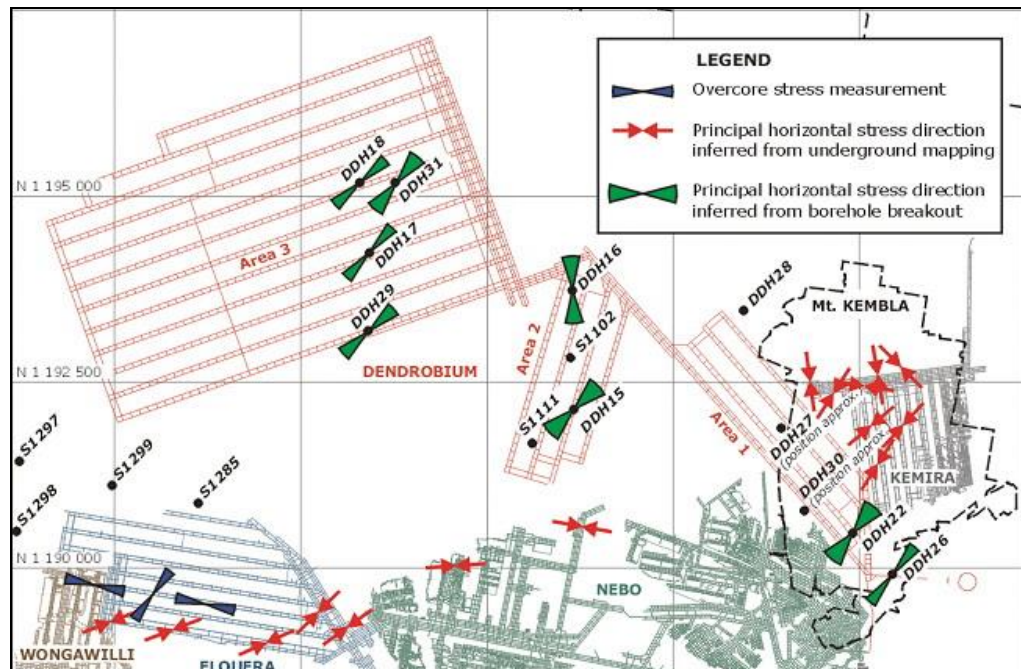 LEGEND
Overcore stress measurement
Principal horizontal stress direction
inferred from underground mapping
Principal horizontal stress direction
inferred from borehole breakout
N 1 195 000
DDH18
DDH31
Area 3
DDH17
DDH29
DDH16
DDH28
Mt. KEMBLA
S1102
Area 2
N 1 192 500
DENDROBIUM
DDH15
S1111
Area 1
DDH27
(position approx.)
DDH30
(position approx.)
KEMIRA
S1297
S1299
S1285
S1298
DDH22
DDH26
N 1 190 000
NEBO
WONGAWILLI
ELOUERA